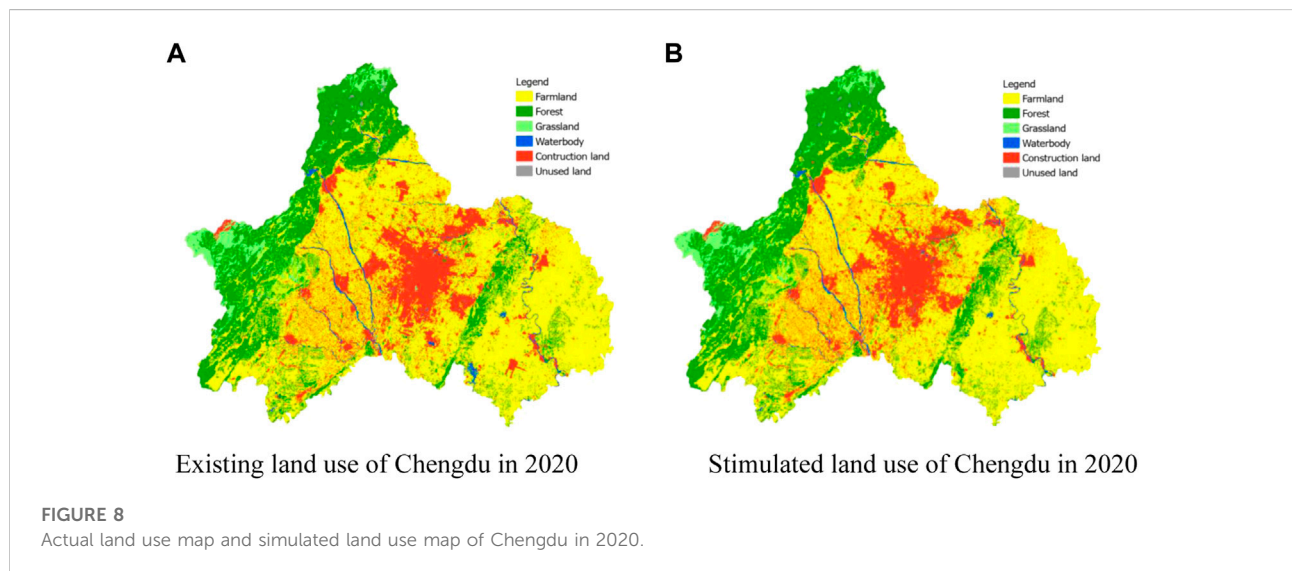 A
B
Legend
Farmland
Forest
Grassland
Waterbody
Contruction land
Unused land
Legend
Farmland
Forest
Grassland
Waterbody
Construction land
Unused land
Existing land use of Chengdu in 2020
Stimulated land use of Chengdu in 2020
FIGURE 8
Actual land use map and simulated land use map of Chengdu in 2020.